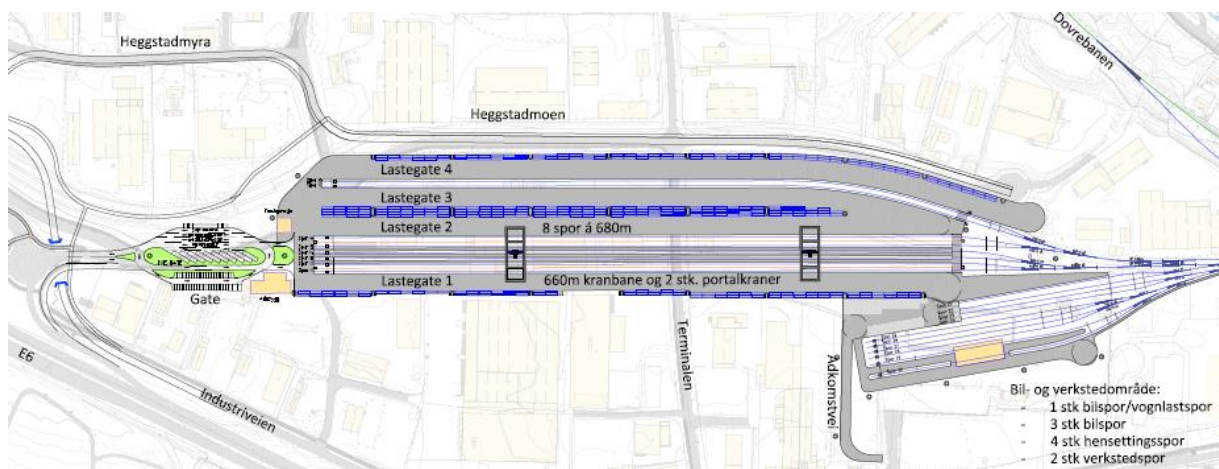 Heggstadmyra
Dovrebanen
Heggstadmoen
Lastegate 4
Lastegate 3
Lastegate 2
8 spor á 680m
Lastegate 1
660m kranbane og 2 stk. portalkraner
Gate
Terminalen
Adkomstvei
E6
Industriveien
Bil- og verkstedområde:
- 1 stk bilspor/vognlastspor
- 3 stk bilspor
- 4 stk hensettingsspor
- 2 stk verkstedspor